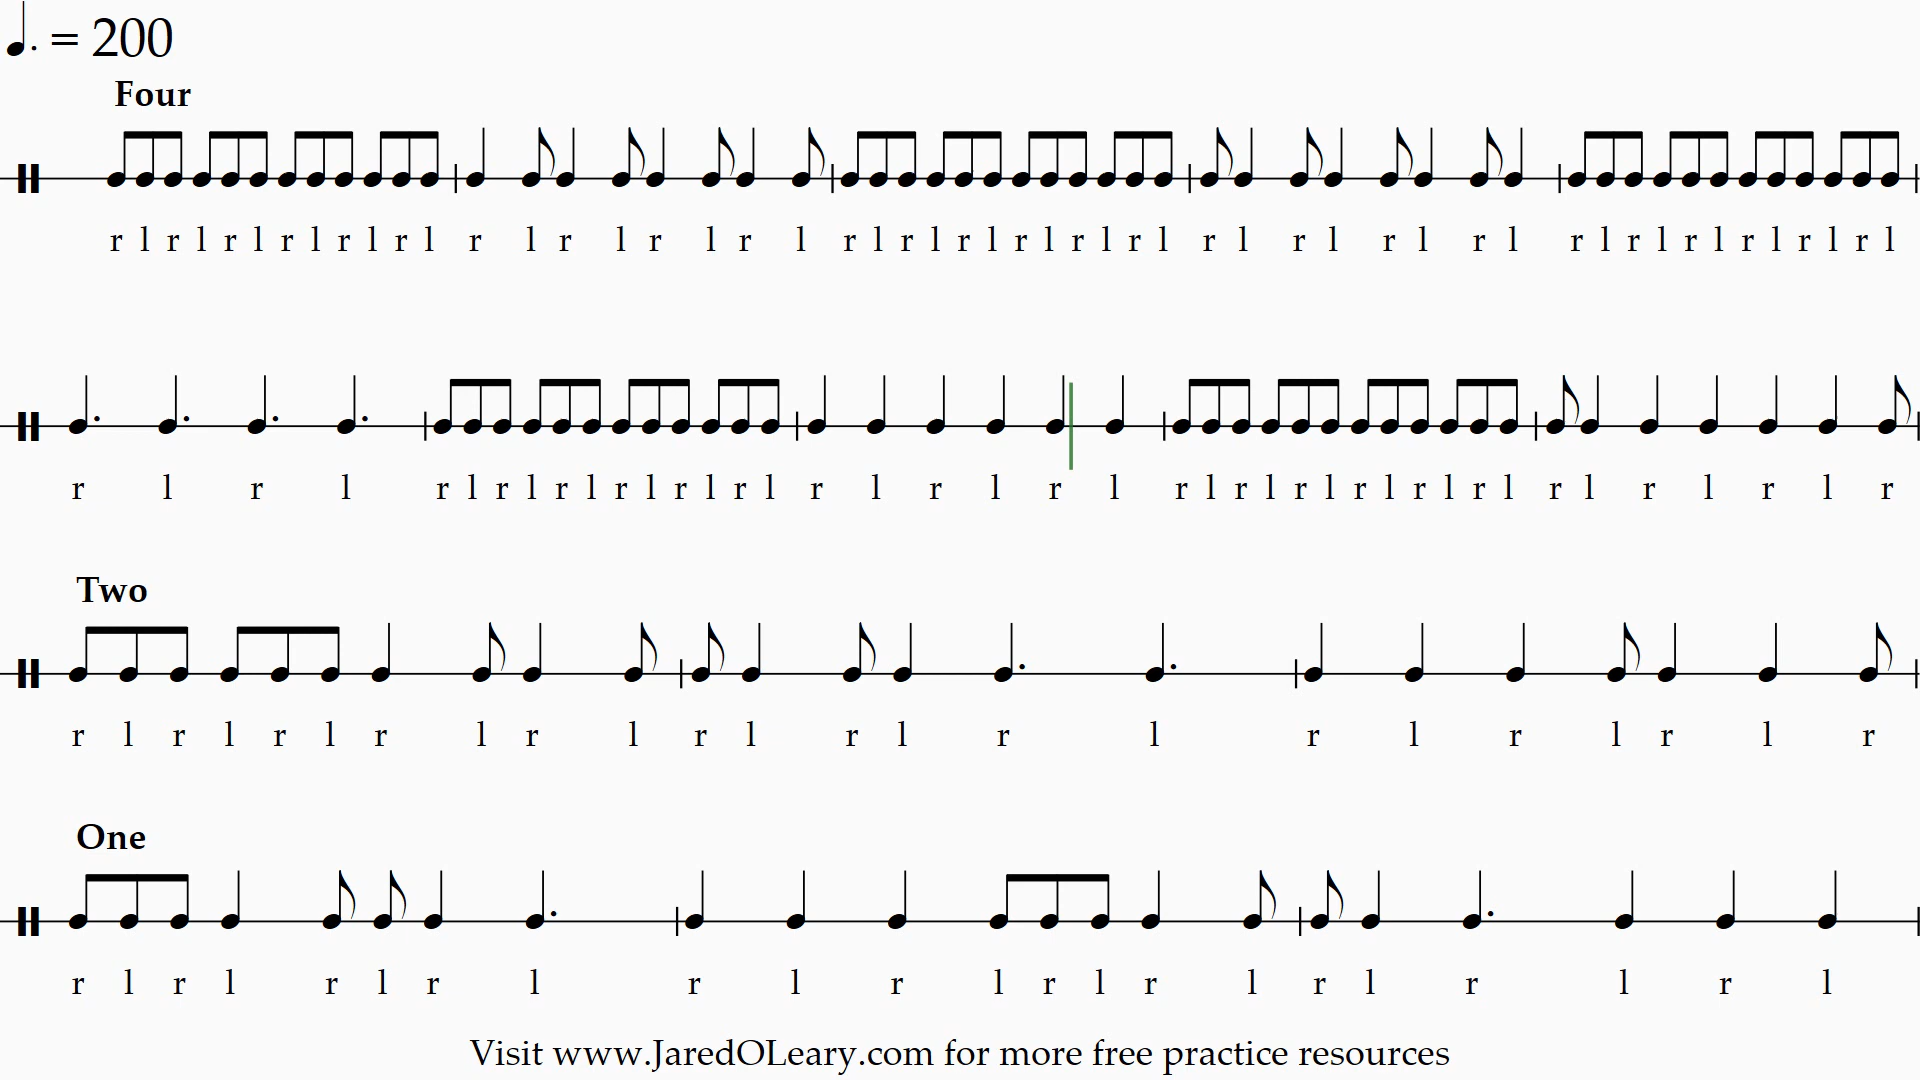 ♩. = 200
Four
r l r l r l r l r l r l r l r l r l r l r l r l r l r l r l r l r l r l r l r l r l r l r l r l r l r l
r l r l r l r l r l r l r l r l r l r l r l r l r l r l r l r l r l r l r l r l r
Two
r l r l r l r l r l r l r l r l r l r l r l r
One
r l r l r l r l r l r l r l r l r l r l r l
Visit www.JaredOLeary.com for more free practice resources